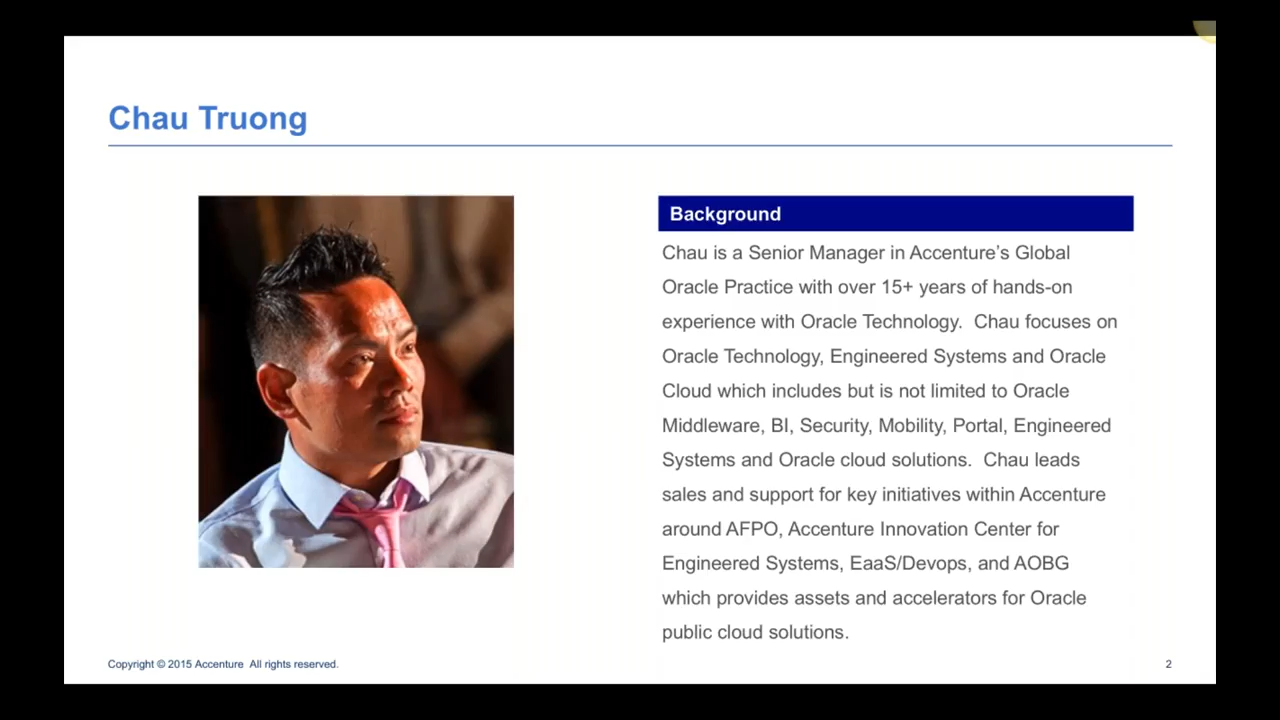 Chau Truong
Background
Chau is a Senior Manager in Accenture’s Global
Oracle Practice with over 15+ years of hands-on
experience with Oracle Technology.  Chau focuses on
Oracle Technology, Engineered Systems and Oracle
Cloud which includes but is not limited to Oracle
Middleware, BI, Security, Mobility, Portal, Engineered
Systems and Oracle cloud solutions.  Chau leads
sales and support for key initiatives within Accenture
around AFPO, Accenture Innovation Center for
Engineered Systems, EaaS/Devops, and AOBG
which provides assets and accelerators for Oracle
public cloud solutions.
Copyright © 2015 Accenture  All rights reserved.
2